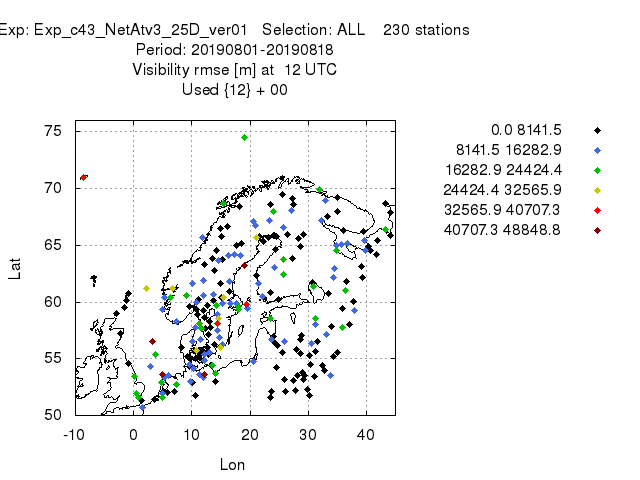 Exp: Exp_c43_NetAtv3_25D_ver01 Selection: ALL 230 stations
Period: 20190801-20190818
Visibility rmse [m] at 12 UTC
Used {12} + 00
0.0 8141.5
8141.5 16282.9
16282.9 24424.4
24424.4 32565.9
32565.9 40707.3
40707.3 48848.8
75
70
65
60
55
50
Lat
-10 0 10 20 30 40
Lon